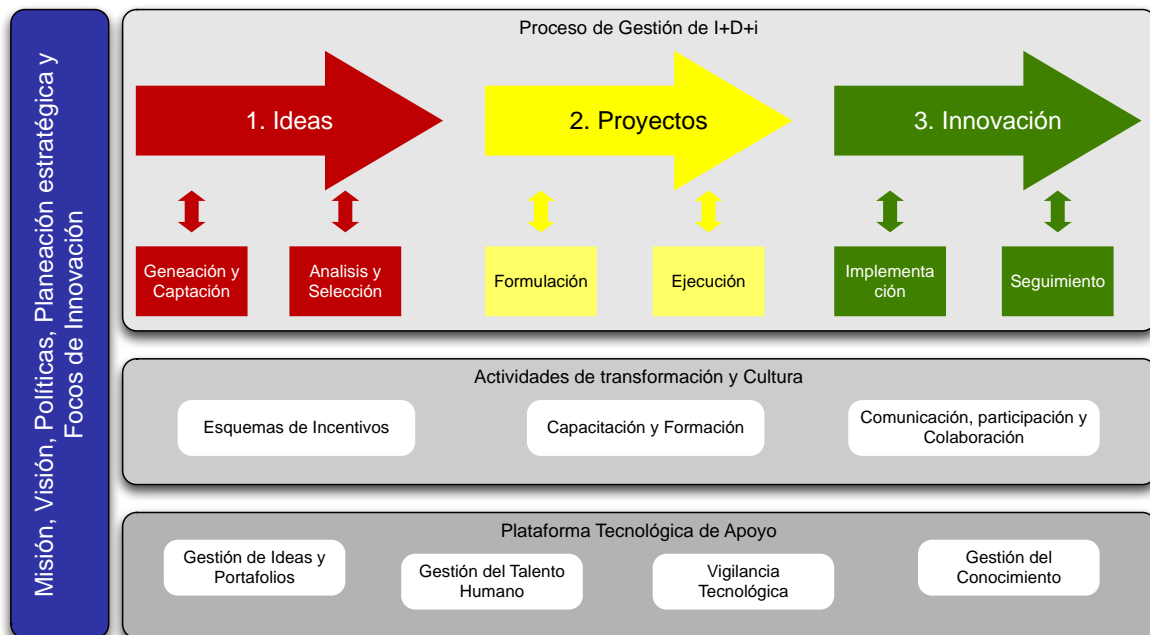 Misión, Visión, Políticas, Planeación estratégica y
Focos de Innovación
Proceso de Gestión de I+D+i
1. Ideas
2. Proyectos
3. Innovación
Geneación y
Captación
Analisis y
Selección
Formulación
Ejecución
Implementa
ción
Seguimiento
Actividades de transformación y Cultura
Esquemas de Incentivos
Capacitación y Formación
Comunicación, participación y
Colaboración
Plataforma Tecnológica de Apoyo
Gestión de Ideas y
Portafolios
Gestión del Talento
Humano
Vigilancia
Tecnológica
Gestión del
Conocimiento